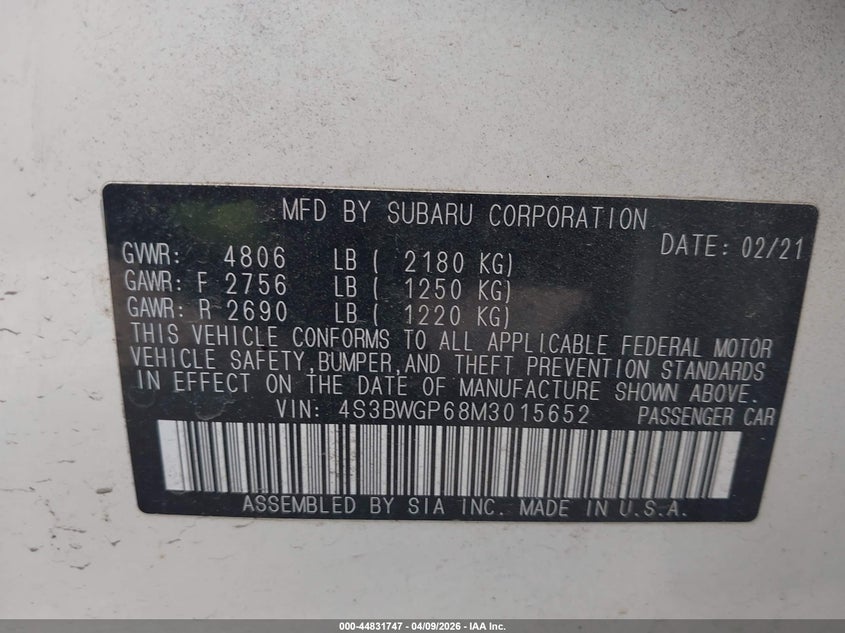 MFD BY SUBARU CORPORATION
DATE: 02/21
GVWR: 4806 LB ( 2180 KG)
GAWR: F 2756 LB ( 1250 KG)
GAWR: R 2690 LB ( 1220 KG)
THIS VEHICLE CONFORMS TO ALL APPLICABLE FEDERAL MOTOR
VEHICLE SAFETY,BUMPER,AND THEFT PREVENTION STANDARDS
IN EFFECT ON THE DATE OF MANUFACTURE SHOWN ABOVE.
VIN: 4S3BWGP68M3015652 PASSENGER CAR
ASSEMBLED BY SIA INC. MADE IN U.S.A.
000-44831747 - 04/09/2026 - IAA Inc.